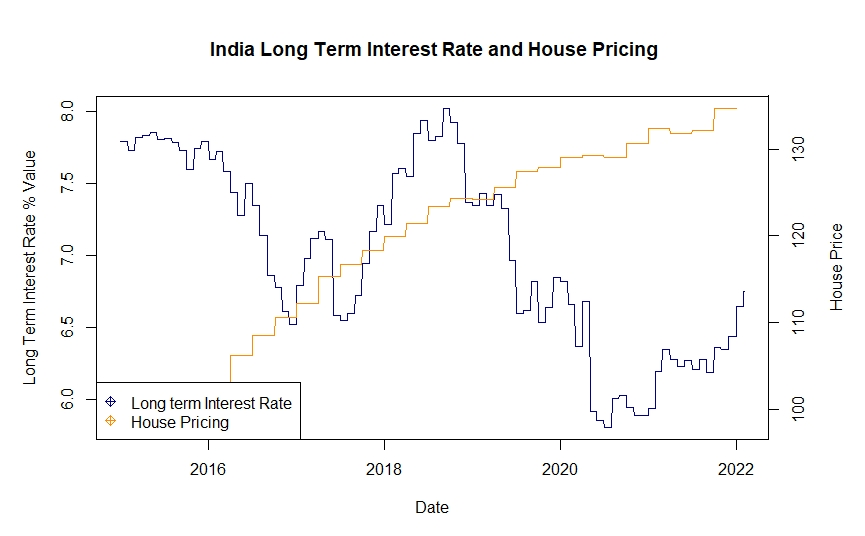 India Long Term Interest Rate and House Pricing
Long Term Interest Rate % Value
8.0
7.5
7.0
6.5
6.0
130
120
110
100
House Price
Long term Interest Rate
House Pricing
2016
2018
2020
2022
Date